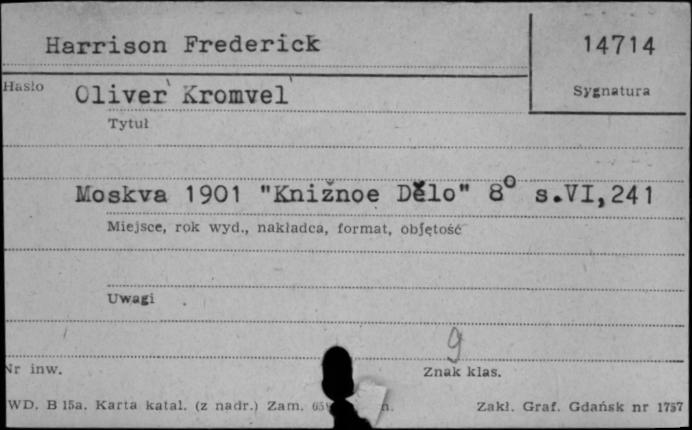 Harrison Frederick
14714
Hasło
Oliver` Kromvel`
Sygnatura
Tytuł
Moskva 1901 "Knižnoe Dělo" 8° s.VI,241
Miejsce, rok wyd., nakładca, format, objętość
Uwagi
9
Nr inw.
Znak klas.
WD. B 15a. Karta katal. (z nadr.) Zam.
Zakł. Graf. Gdańsk nr 1757